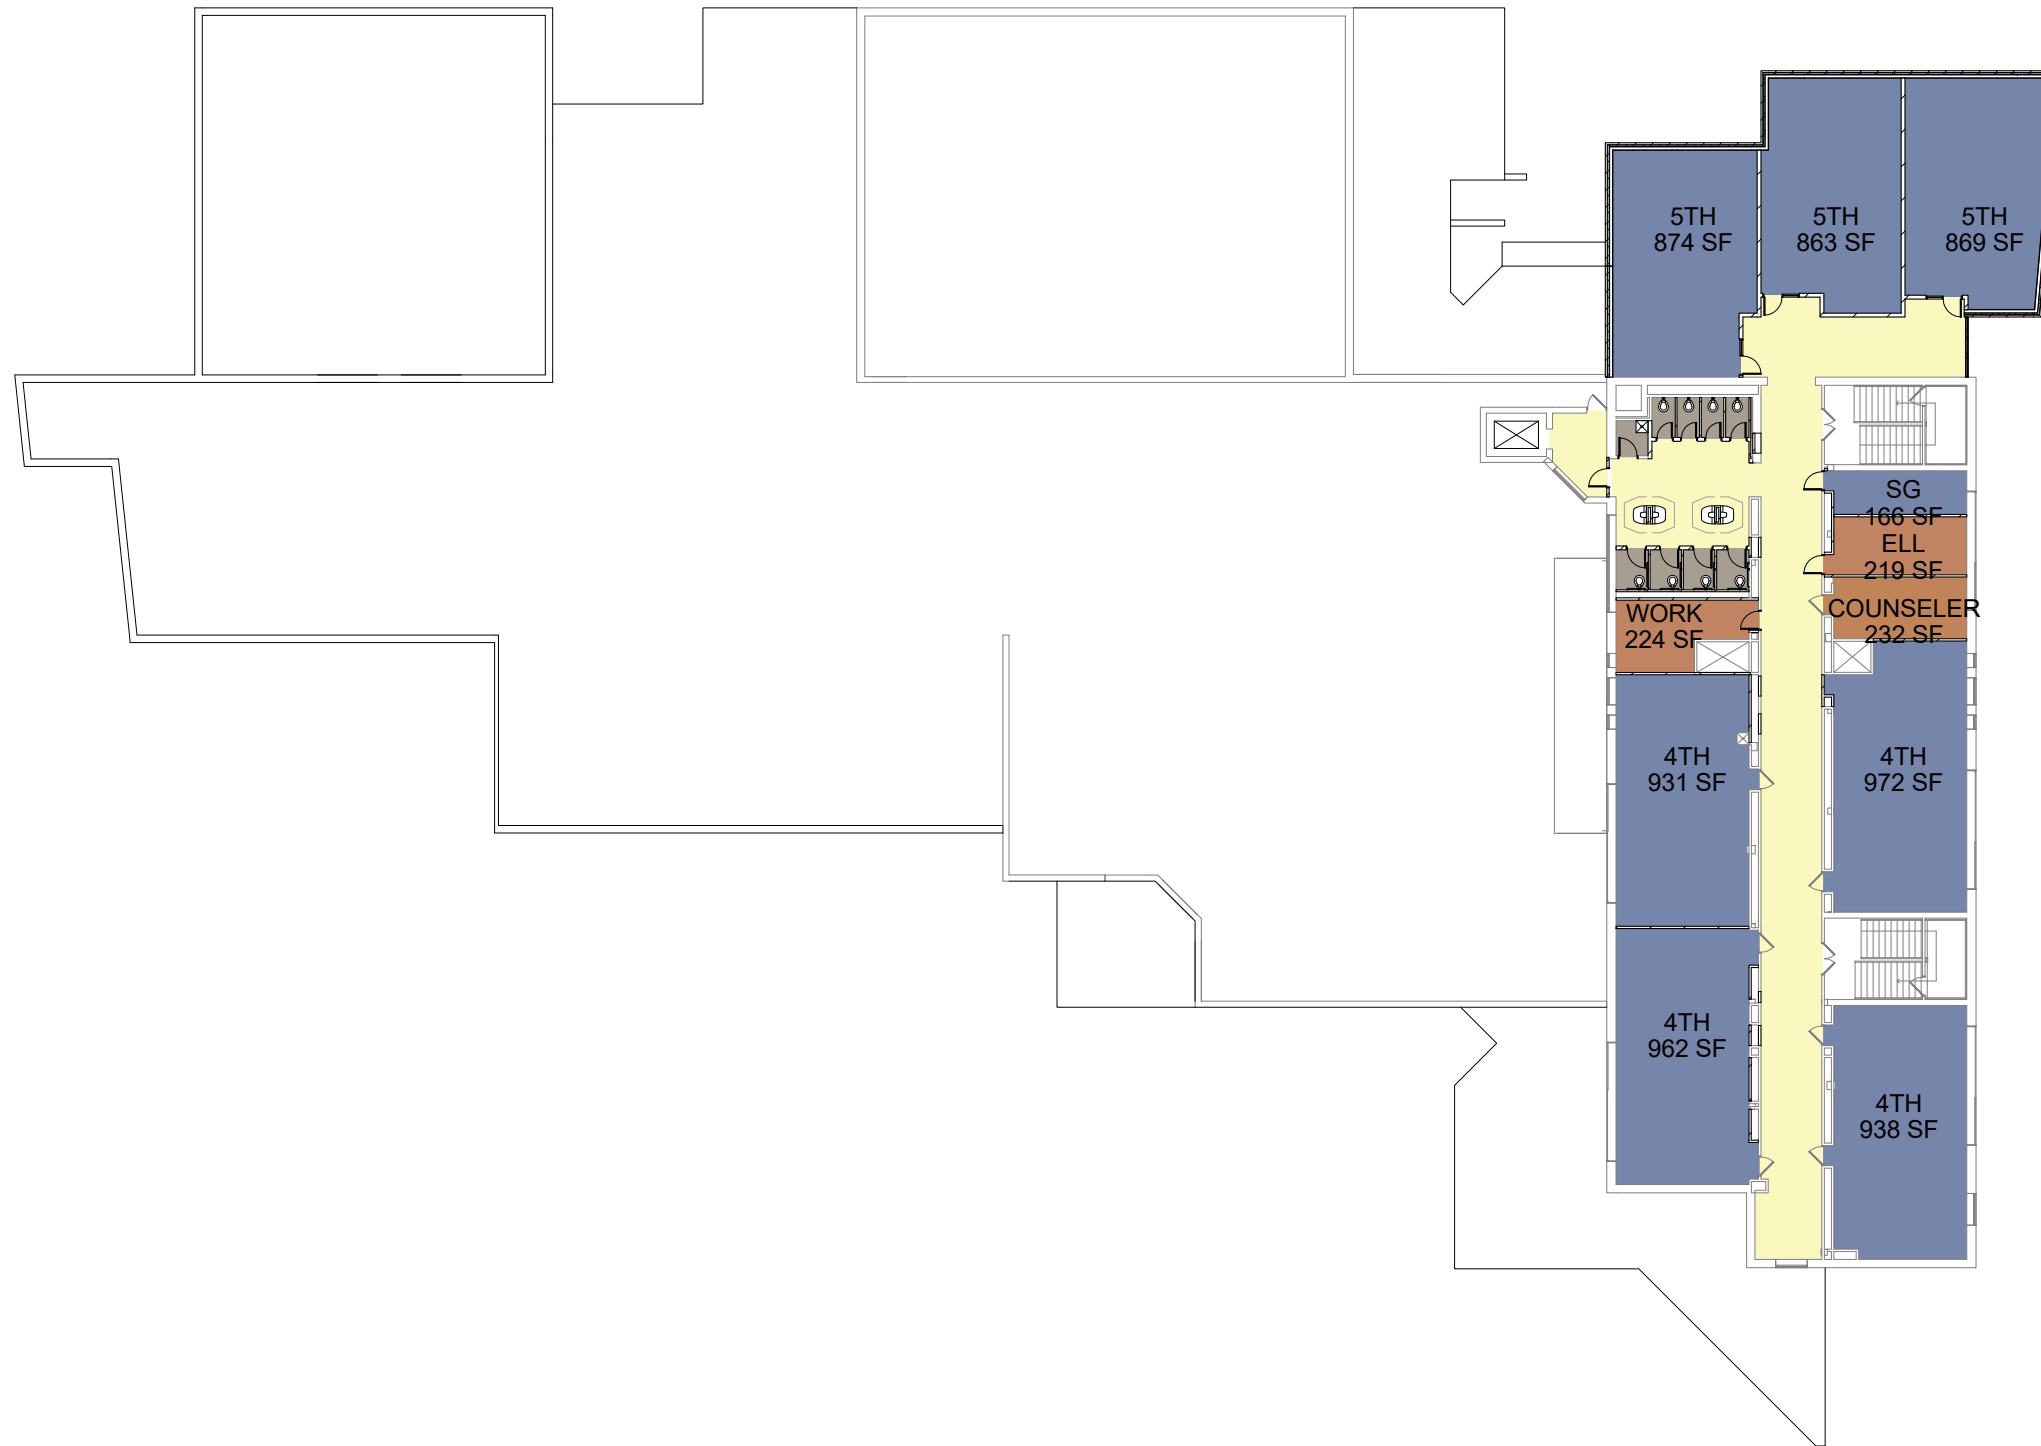 5TH
874 SF
5TH
863 SF
5TH
869 SF
SG
166 SF
ELL
219 SF
COUNSELER
232 SF
WORK
224 SF
4TH
931 SF
4TH
972 SF
4TH
962 SF
4TH
938 SF